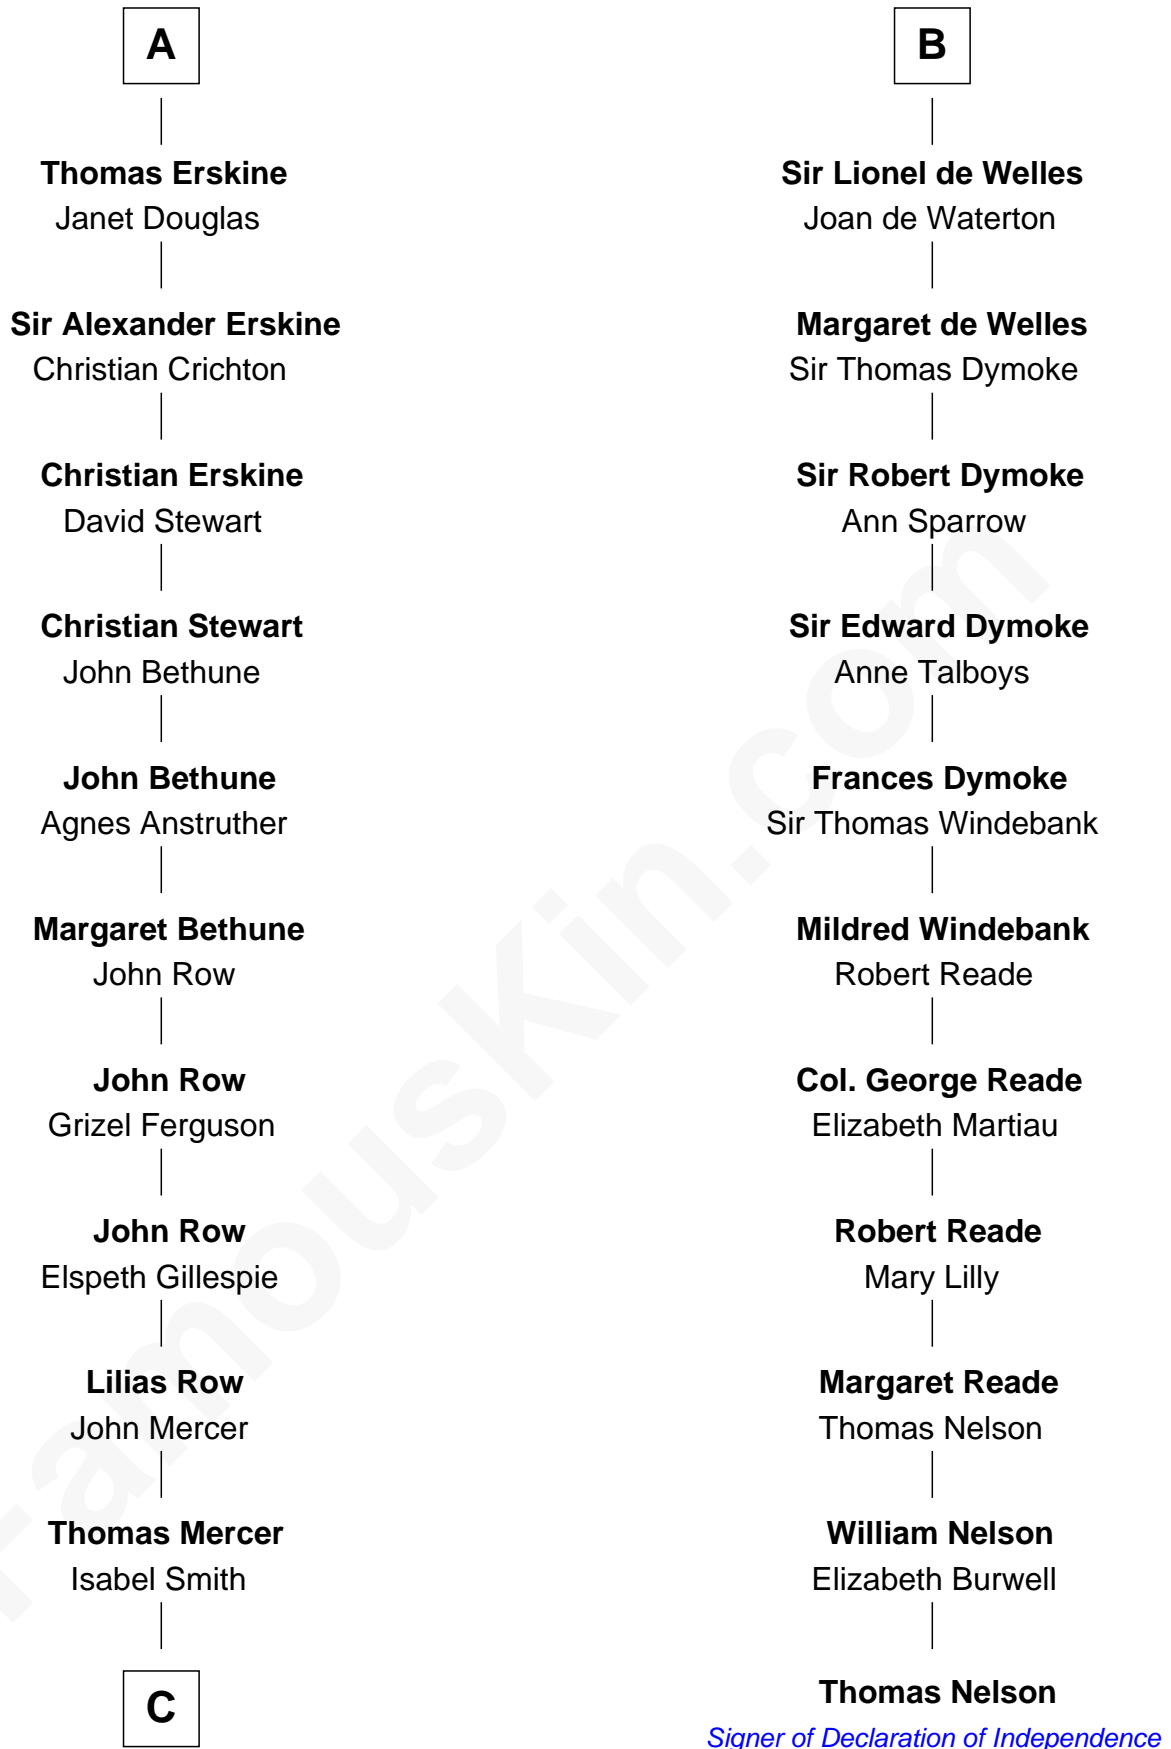 A
Thomas Erskine
Janet Douglas
Sir Alexander Erskine
Christian Crichton
Christian Erskine
David Stewart
Christian Stewart
John Bethune
John Bethune
Agnes Anstruther
Margaret Bethune
John Row
John Row
Grizel Ferguson
John Row
Elspeth Gillespie
Lilias Row
John Mercer
Thomas Mercer
Isabel Smith
C
B
Sir Lionel de Welles
Joan de Waterton
Margaret de Welles
Sir Thomas Dymoke
Sir Robert Dymoke
Ann Sparrow
Sir Edward Dymoke
Anne Talboys
Frances Dymoke
Sir Thomas Windebank
Mildred Windebank
Robert Reade
Col. George Reade
Elizabeth Martiau
Robert Reade
Mary Lilly
Margaret Reade
Thomas Nelson
William Nelson
Elizabeth Burwell
Thomas Nelson
Signer of Declaration of Independence
FamousKin.com